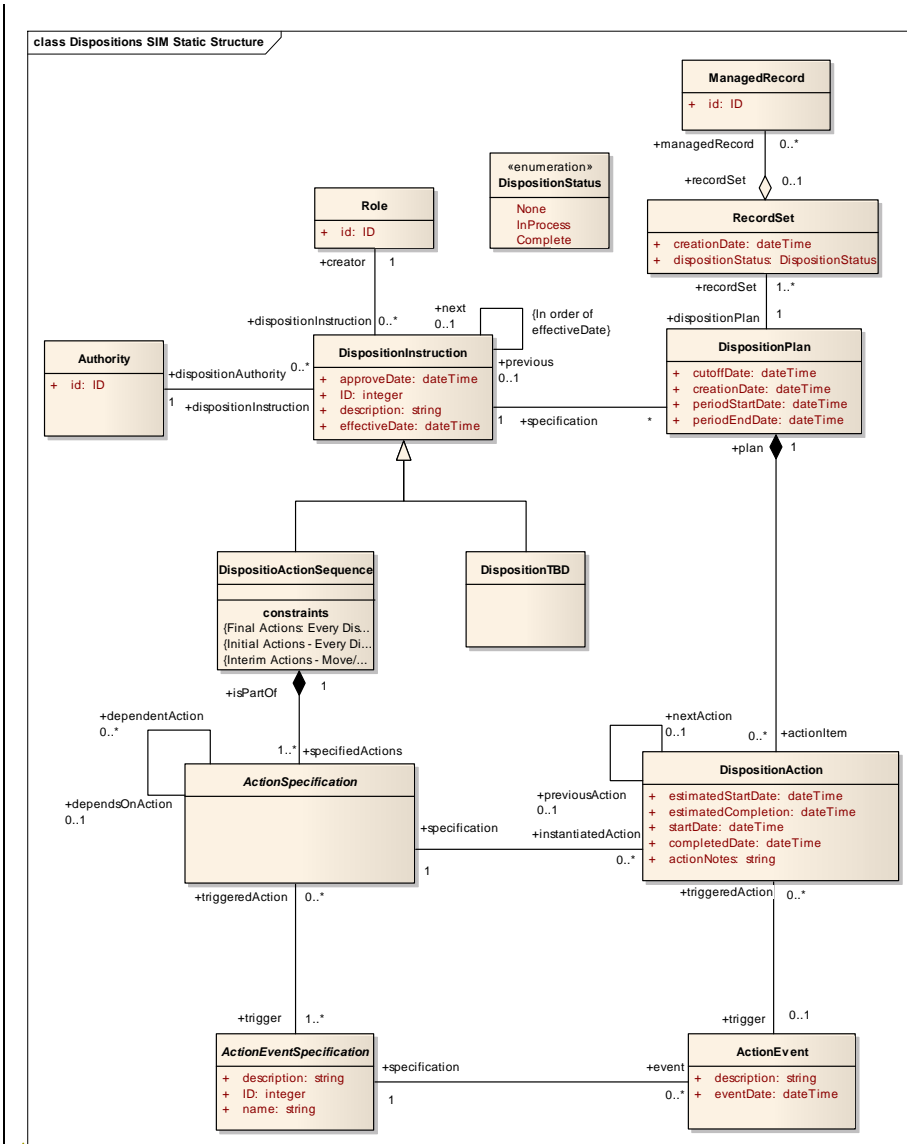 class Dispositions SIM Static Structure
ManagedRecord
+ id: ID
+managedRecord 0..*
+recordSet 0..1
«enumeration»
DispositionStatus
None
InProcess
Complete
Role
+ id: ID
+creator 1
RecordSet
+ creationDate: dateTime
+ dispositionStatus: DispositionStatus
+recordSet 1..*
+dispositionPlan 1
+next
0..1
{In order of
effectiveDate}
+dispositionInstruction 0..*
+previous
0..1
Authority
+ id: ID
+dispositionAuthority 0..*
1 +dispositionInstruction
DispositionInstruction
+ approveDate: dateTime
+ ID: integer
+ description: string
+ effectiveDate: dateTime
1 +specification *
DispositionPlan
+ cutoffDate: dateTime
+ creationDate: dateTime
+ periodStartDate: dateTime
+ periodEndDate: dateTime
+plan 1
DispositioActionSequence
constraints
{Final Actions: Every Dis...
{Initial Actions - Every Di...
{Interim Actions - Move/...
+isPartOf 1
DispositionTBD
+dependentAction
0..*
1..* +specifiedActions
+dependsOnAction
0..1
ActionSpecification
+nextAction
0..1
0..* +actionItem
+previousAction
0..1
DispositionAction
+ estimatedStartDate: dateTime
+ estimatedCompletion: dateTime
+ startDate: dateTime
+ completedDate: dateTime
+ actionNotes: string
+specification +instantiatedAction
1 0..*
+triggeredAction 0..*
+triggeredAction 0..*
+trigger 1..*
+trigger 0..1
ActionEventSpecification
+ description: string
+ ID: integer
+ name: string
+specification +event
1 0..*
ActionEvent
+ description: string
+ eventDate: dateTime